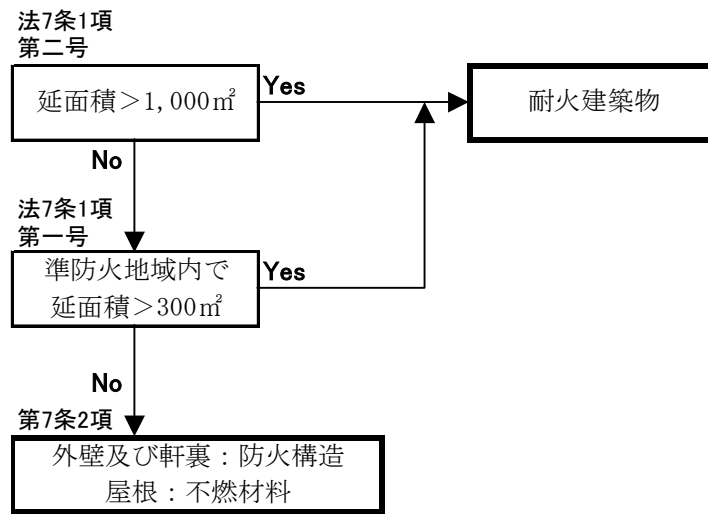 法7条1項
第二号
延面積＞1,000㎡
Yes
耐火建築物
No
法7条1項
第一号
準防火地域内で
延面積＞300㎡
Yes
No
第7条2項
外壁及び軒裏：防火構造
屋根：不燃材料